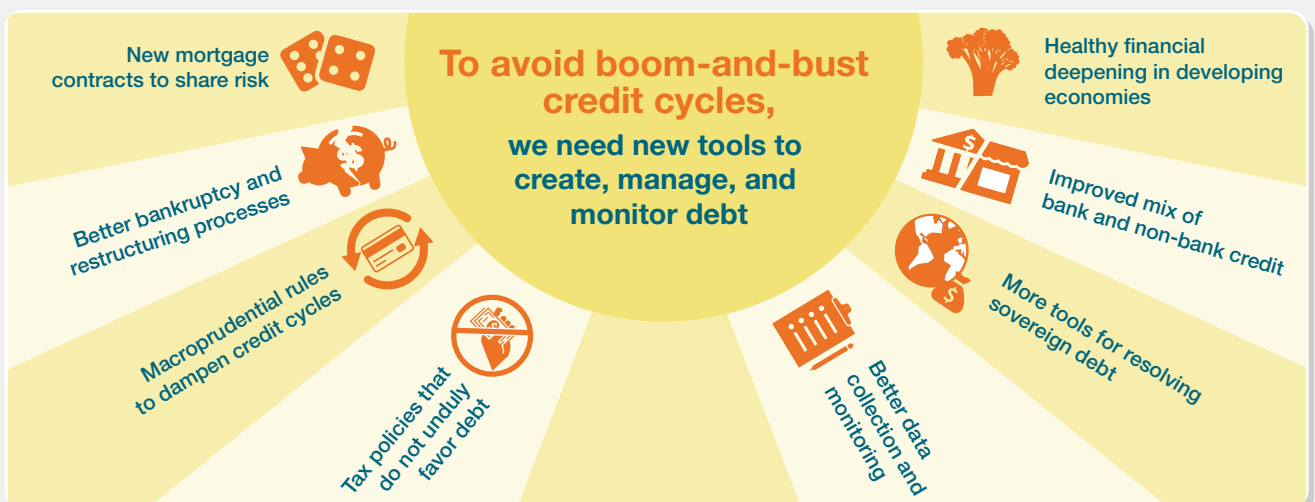 To avoid boom-and-bust
credit cycles,
we need new tools to
create, manage, and
monitor debt
New mortgage
contracts to share risk
Better bankruptcy and
restructuring processes
Macroprudential rules
to dampen credit cycles
Tax policies that
do not unduly
favor debt
Better data
collection and
monitoring
More tools for resolving
sovereign debt
Improved mix of
bank and non-bank credit
Healthy financial
deepening in developing
economies
$
$
$